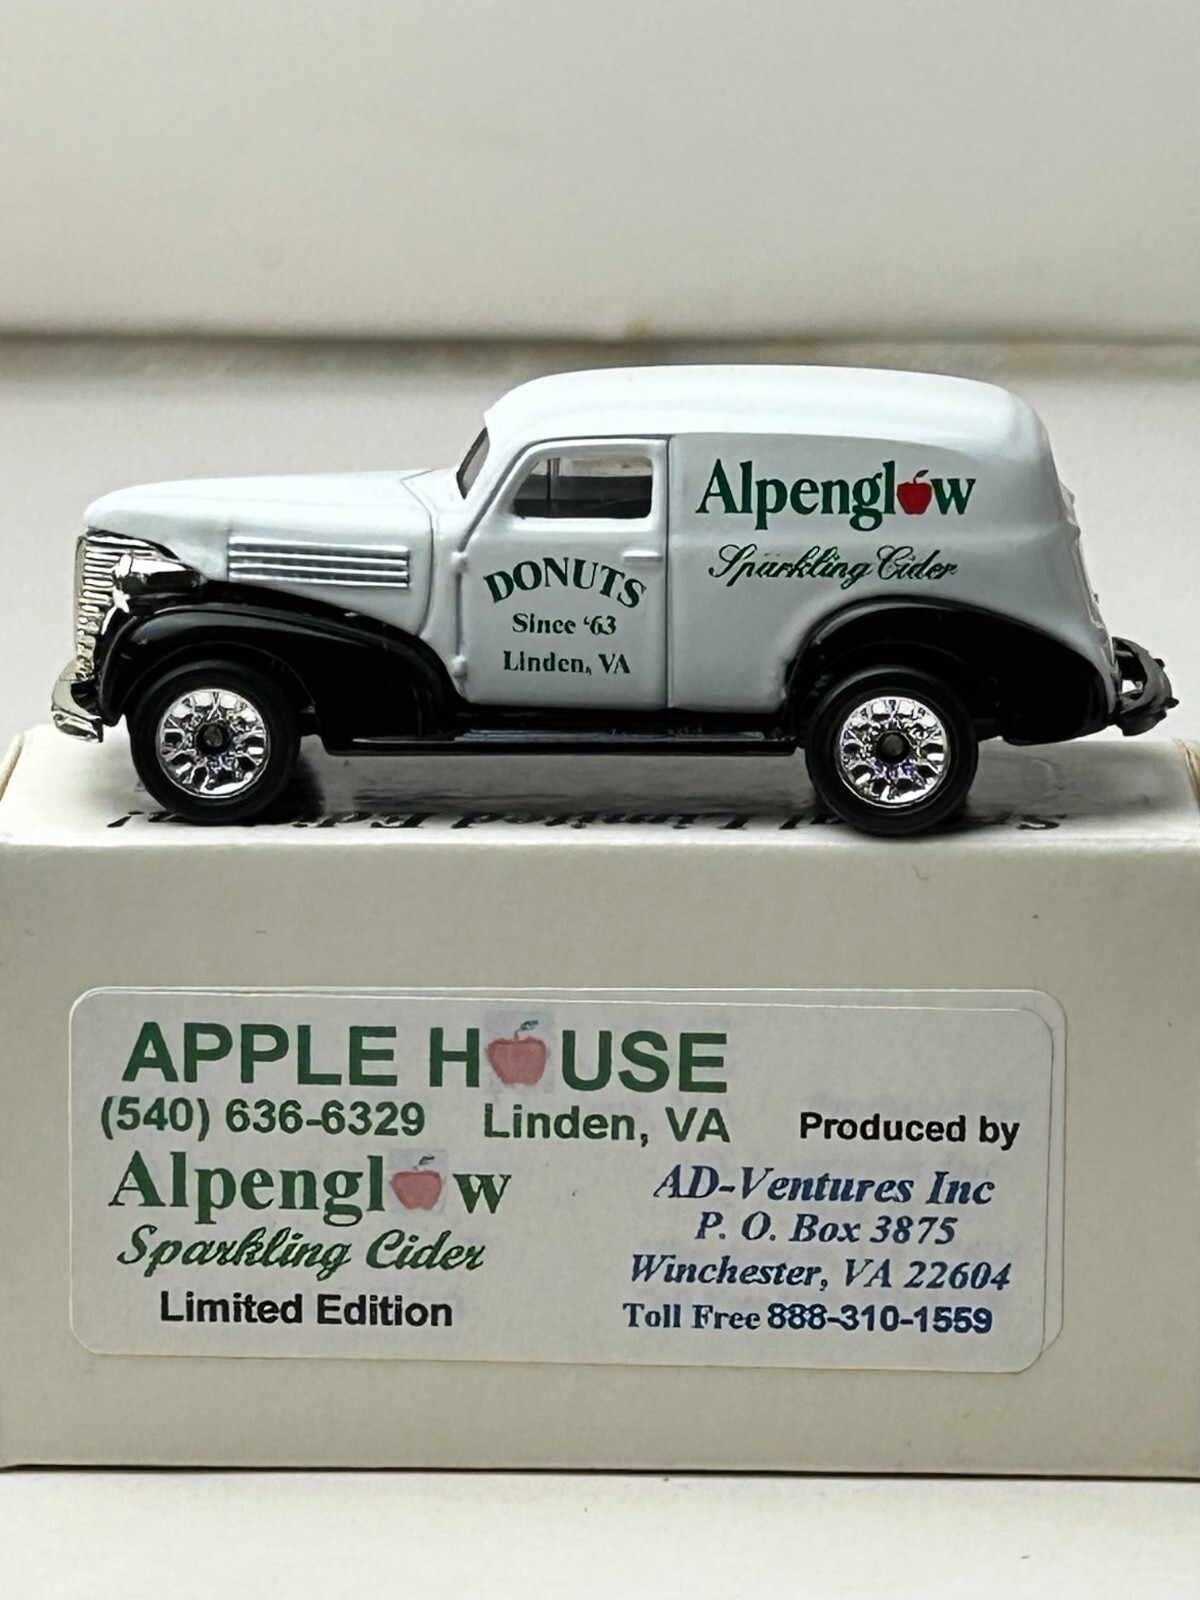 Alpenglow
Sparkling Cider
DONUTS
Since '63
Linden, VA
Limited
APPLE HOUSE
(540) 636-6329 Linden, VA
Alpenglow
Sparkling Cider
Limited Edition
Produced by
AD-Ventures Inc
P. O. Box 3875
Winchester, VA 22604
Toll Free 888-310-1559